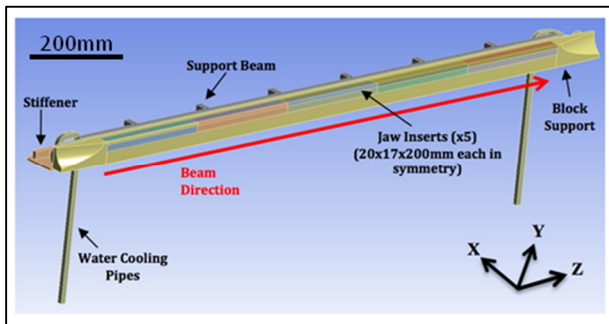 200mm
Support Beam
Stiffener
Jaw Inserts (x5)
(20x17x200mm each in
symmetry)
Block
Support
Beam
Direction
Water Cooling
Pipes
X
Y
Z